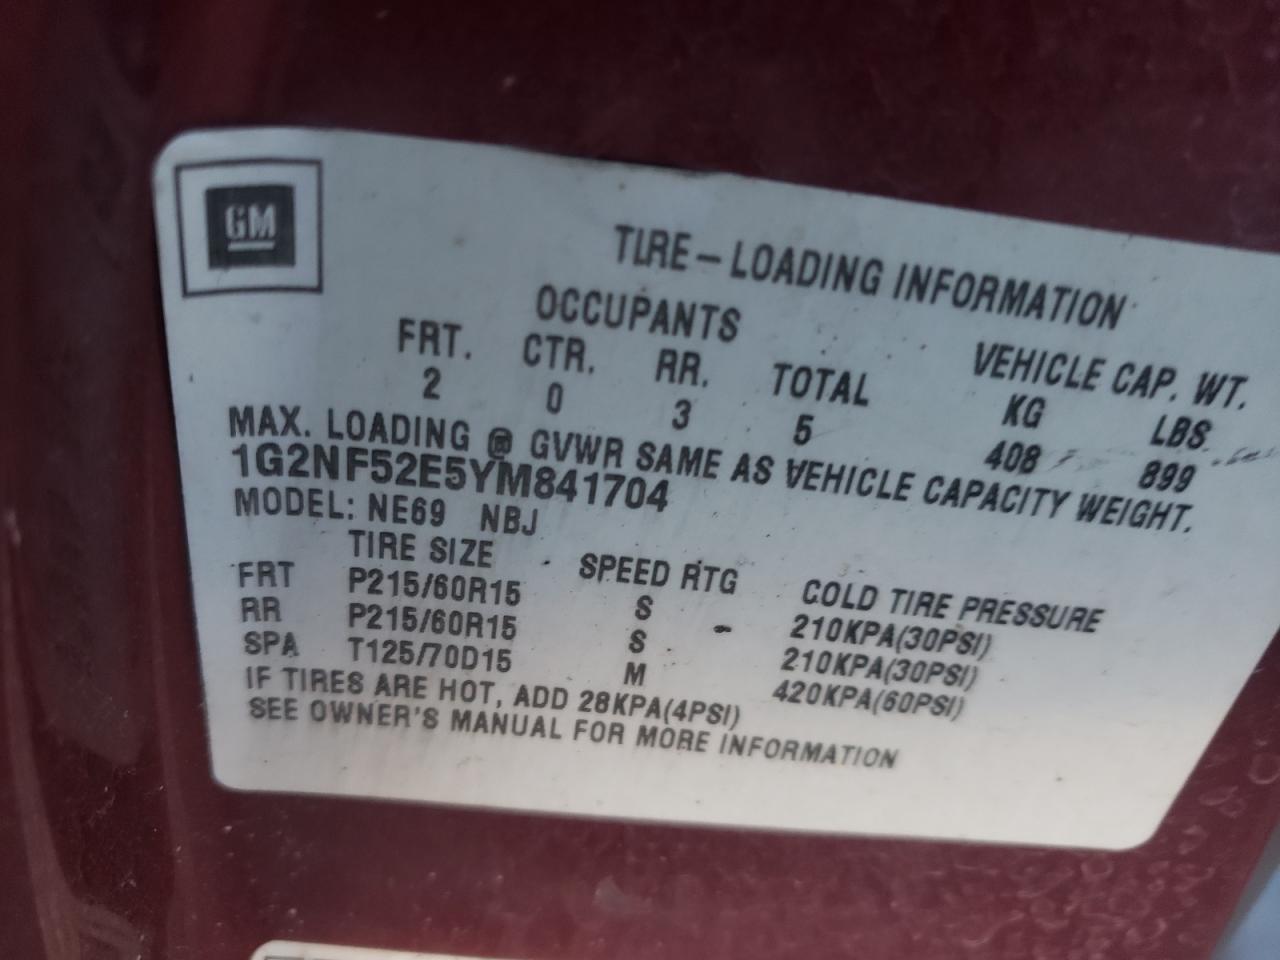 GM
TIRE-LOADING INFORMATION
OCCUPANTS VEHICLE CAP. WT.
FRT. CTR. RR. TOTAL KG LBS
2 0 3 5 408 899
MAX. LOADING @ GVWR SAME AS VEHICLE CAPACITY WEIGHT.
1G2NF52E5YM841704
MODEL: NE69 NBJ
TIRE SIZE SPEED RTG COLD TIRE PRESSURE
FRT P215/60R15 S 210KPA(30PSI)
RR P215/60R15 S 210KPA(30PSI)
SPA T125/70D15 M 420KPA(60PSI)
IF TIRES ARE HOT, ADD 28KPA(4PSI)
SEE OWNER'S MANUAL FOR MORE INFORMATION